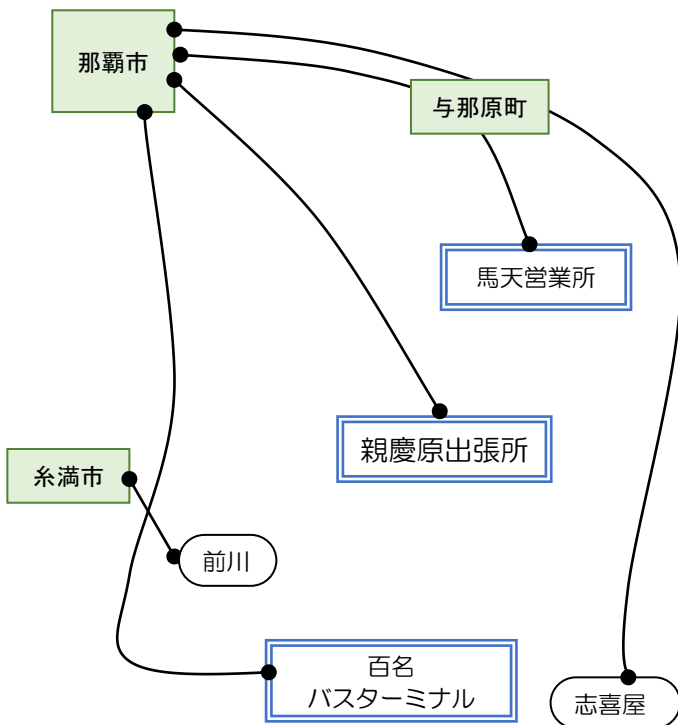 那覇市
与那原町
馬天営業所
親慶原出張所
糸満市
前川
百名
バスターミナル
志喜屋